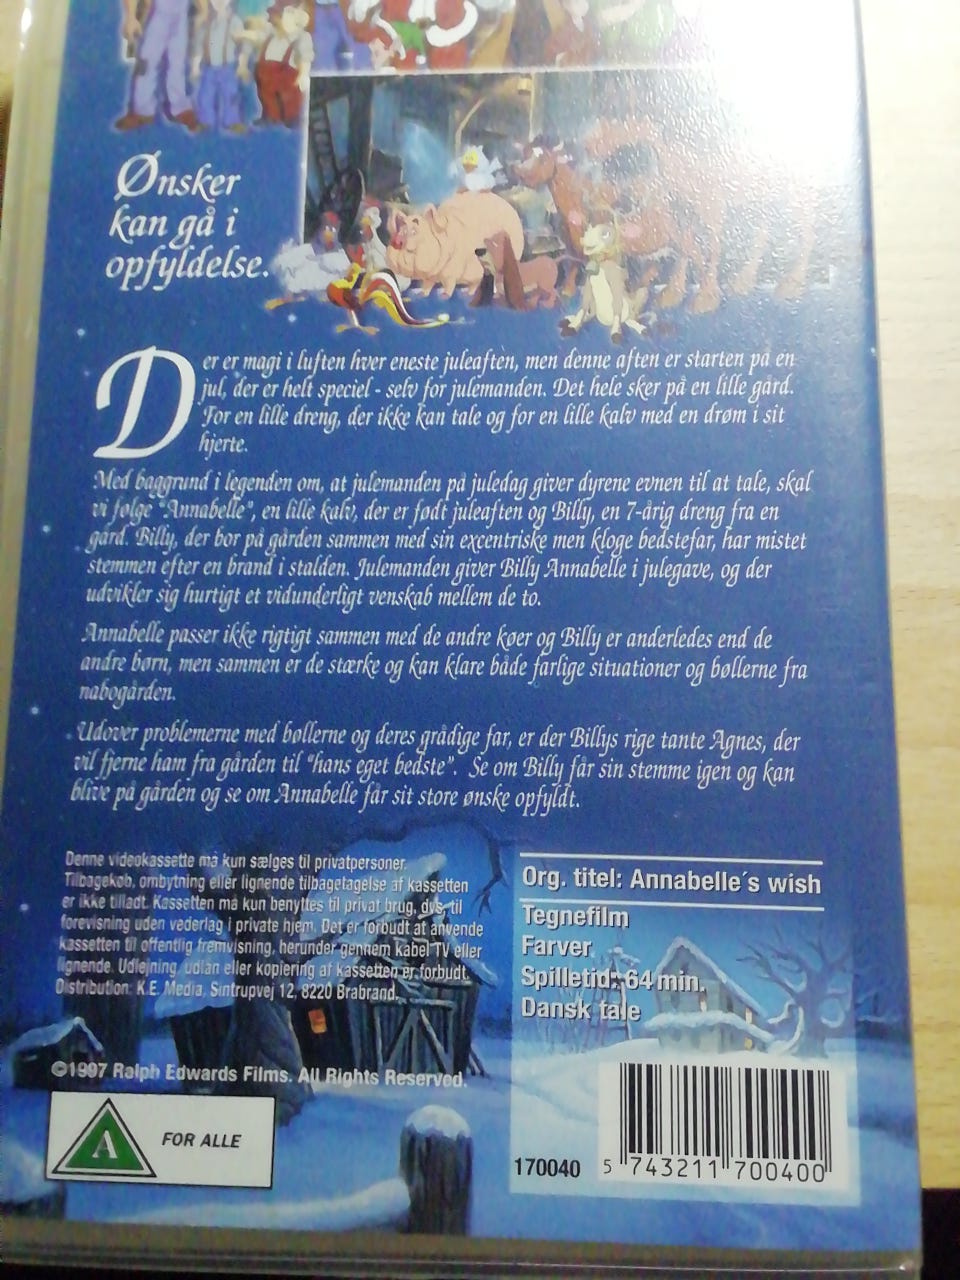 Ønsker
kan gå i
opfyldelse.
Der er magi i luften hver eneste juleaften, men denne aften er starten på en
jul, der er helt speciel - selv for julemanden. Det hele sker på en lille gård.
For en lille dreng, der ikke kan tale og for en lille kalv med en drøm i sit
hjerte.
Med baggrund i legenden om, at julemanden på juledag giver dyrene evnen til at tale, skal
vi følge "Annabelle", en lille kalv, der er født juleaften og Billy, en 7-årig dreng fra en
gård. Billy, der bor på gården sammen med sin excentriske men kloge bedstefar, har mistet
stemmen efter en brand i stalden. Julemanden giver Billy Annabelle i julegave, og der
udvikler sig hurtigt et vidunderligt venskab mellem de to.
Annabelle passer ikke rigtigt sammen med de andre køer og Billy er anderledes end de
andre børn, men sammen er de stærke og kan klare både farlige situationer og bøllerne fra
nabogården.
Udover problemerne med bøllerne og deres grådige far, er der Billys rige tante Agnes, der
vil fjerne ham fra gården til "hans eget bedste". Se om Billy får sin stemme igen og kan
blive på gården og se om Annabelle får sit store ønske opfyldt.
Denne videokassette må kun sælges til privatpersoner.
Tilbagekøb, ombytning eller lignende tilbagetagelse af kassetten
er ikke tilladt. Kassetten må kun benyttes til privat brug, dvs. til
forevisning uden vederlag i private hjem. Det er forbudt at anvende
kassetten til offentlig fremvisning, herunder gennem kabel TV eller
lignende. Udlejning, udlån eller kopiering af kassetten er forbudt.
Distribution: K.E. Media, Sintrupvej 12, 8220 Brabrand.
©1997 Ralph Edwards Films. All Rights Reserved.
A FOR ALLE
Org. titel: Annabelle´s wish
Tegnefilm
Farver
Spilletid: 64 min.
Dansk tale
170040 5 743211 700400